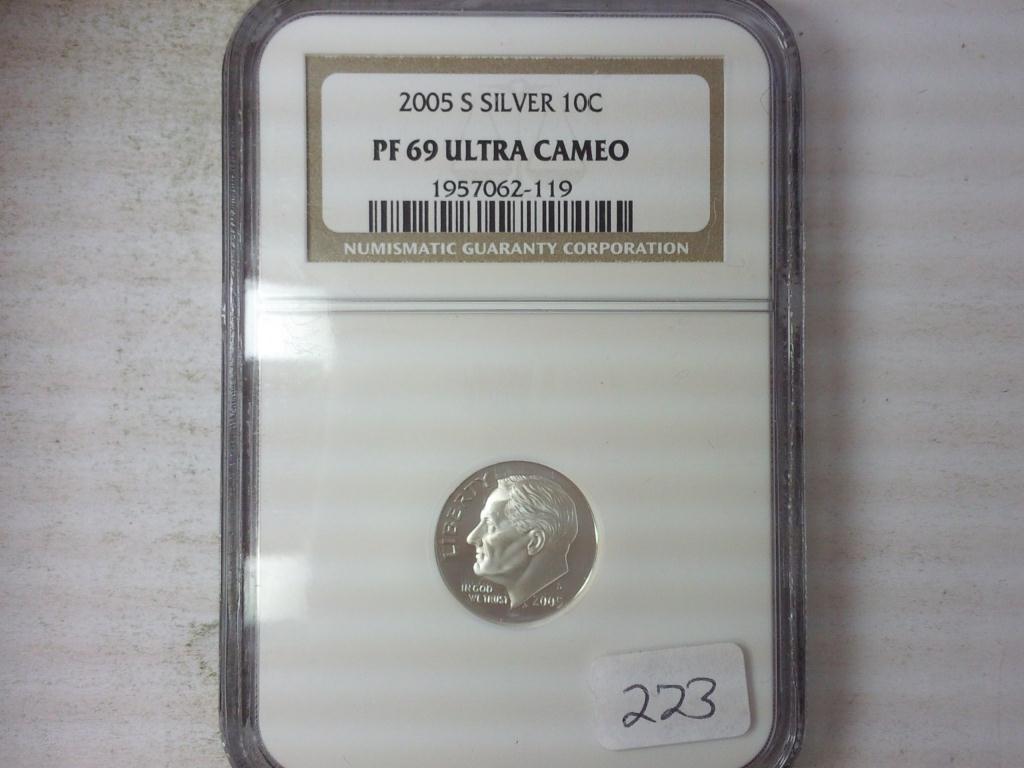 2005 S SILVER 10C
PF 69 ULTRA CAMEO
1957062-119
NUMISMATIC GUARANTY CORPORATION
LIBERTY
IN GOD
WE TRUST
S
2005
223